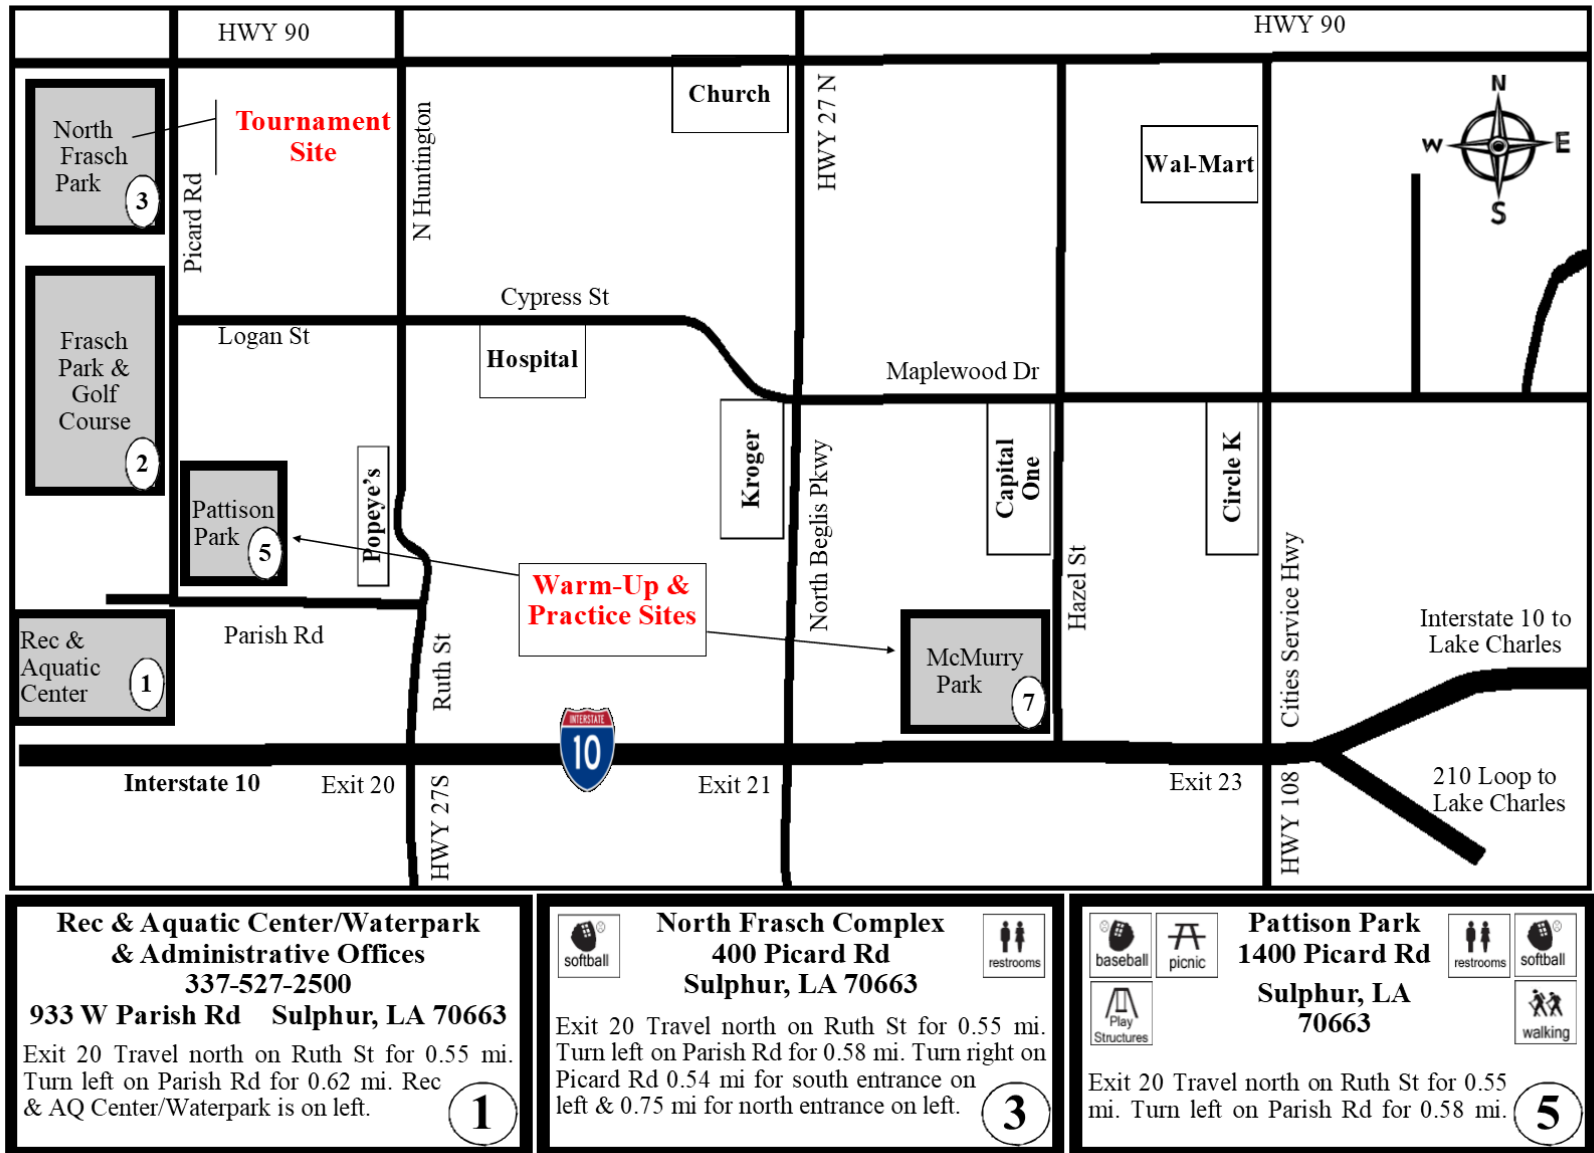 HWY 90
HWY 90
North
Frasch
Park
3
Tournament
Site
Picard Rd
N Huntington
Church
HWY 27 N
Wal-Mart
N
W
E
S
Cypress St
Logan St
Hospital
Maplewood Dr
Frasch
Park &
Golf
Course
2
Pattison
Park
5
Popeye's
Kroger
North Beglis Pkwy
Capital
One
Circle K
Hazel St
Cities Service Hwy
Warm-Up &
Practice Sites
Parish Rd
Rec &
Aquatic
Center
1
Ruth St
McMurry
Park
7
Interstate 10 to
Lake Charles
INTERSTATE
10
Interstate 10
Exit 20
HWY 27S
Exit 21
Exit 23
HWY 108
210 Loop to
Lake Charles
Rec & Aquatic Center/Waterpark
& Administrative Offices
337-527-2500
933 W Parish Rd Sulphur, LA 70663
Exit 20 Travel north on Ruth St for 0.55 mi.
Turn left on Parish Rd for 0.62 mi. Rec
& AQ Center/Waterpark is on left.
1
softball
North Frasch Complex
400 Picard Rd
Sulphur, LA 70663
restrooms
Exit 20 Travel north on Ruth St for 0.55 mi.
Turn left on Parish Rd for 0.58 mi. Turn right on
Picard Rd 0.54 mi for south entrance on
left & 0.75 mi for north entrance on left.
3
baseball
picnic
Play
Structures
Pattison Park
1400 Picard Rd
Sulphur, LA
70663
restrooms
softball
walking
Exit 20 Travel north on Ruth St for 0.55
mi. Turn left on Parish Rd for 0.58 mi.
5